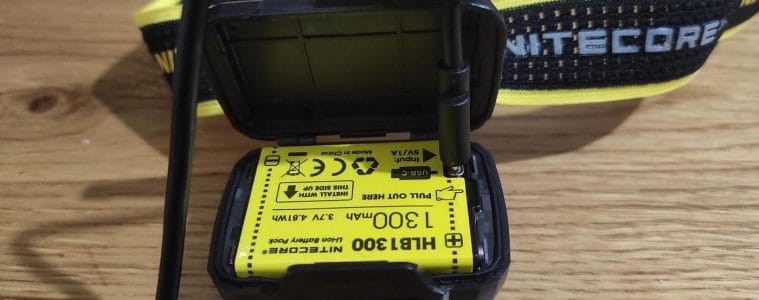 NITECORE®
NITECORE®
Li-ion Battery Pack
HLB1300
1300mAh 3.7V 4.81Wh
PULL OUT HERE
INSTALL WITH
THIS SIDE UP
USB-C
Input:
5V/1A
CE
Made in China